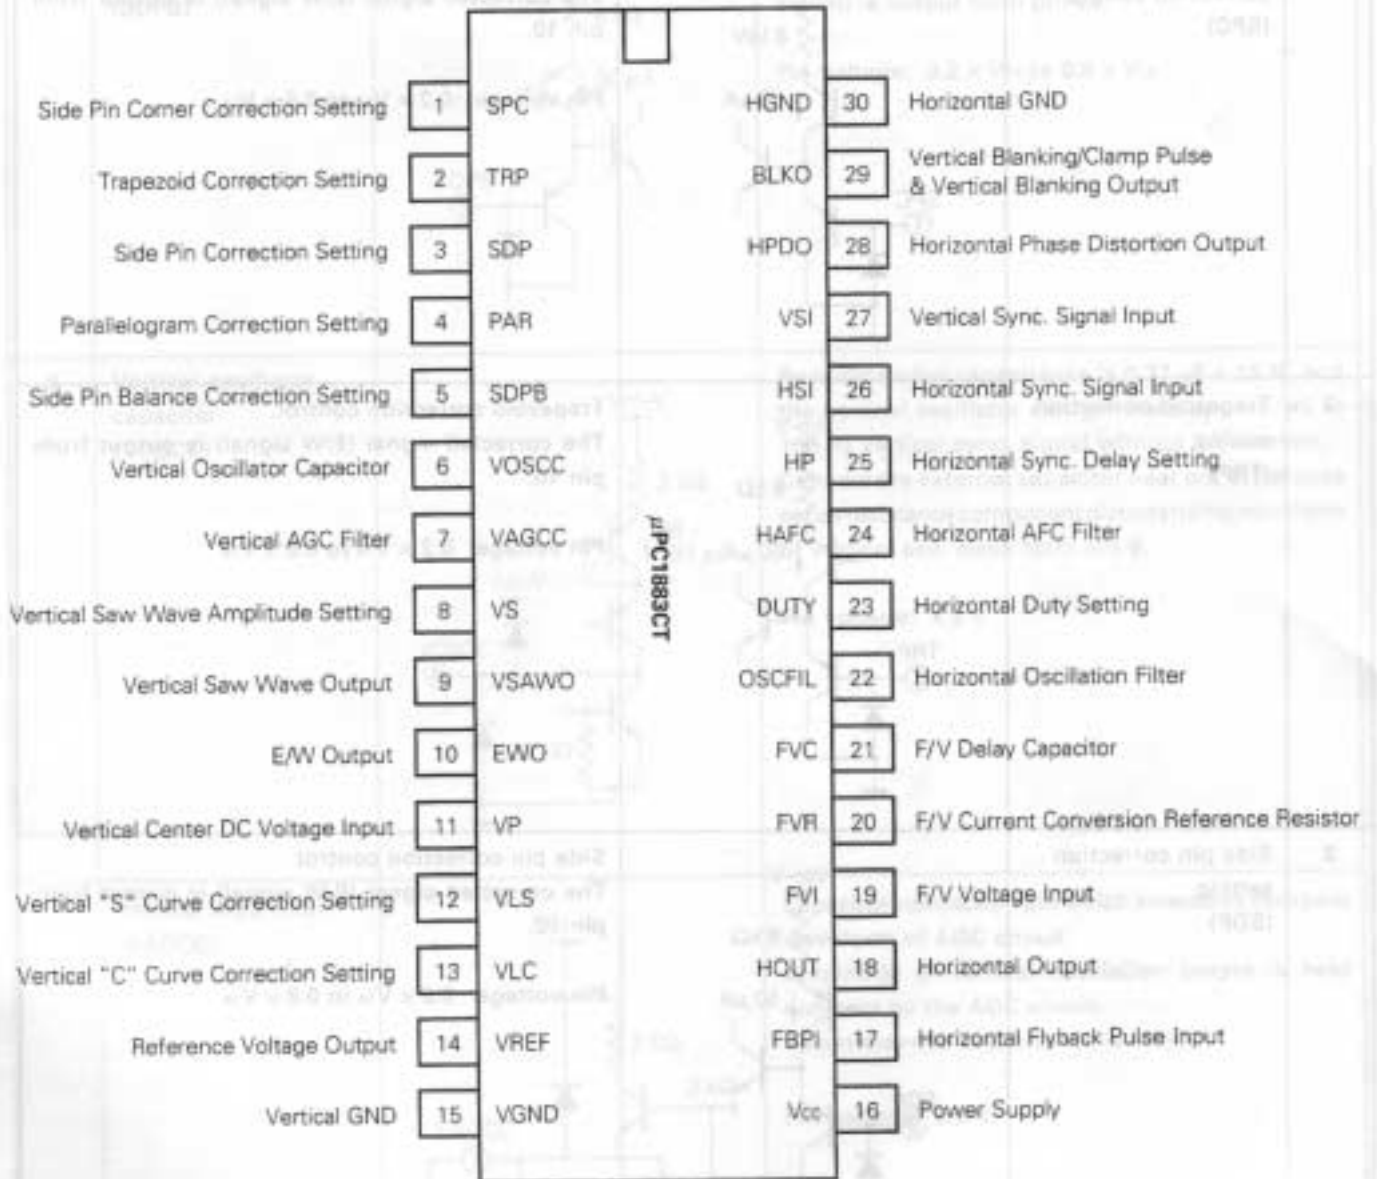 Side Pin Corner Correction Setting 1 SPC
Trapezoid Correction Setting 2 TRP
Side Pin Correction Setting 3 SDP
Parallelogram Correction Setting 4 PAR
Side Pin Balance Correction Setting 5 SDPB
Vertical Oscillator Capacitor 6 VOSCC
Vertical AGC Filter 7 VAGCC
Vertical Saw Wave Amplitude Setting 8 VS
Vertical Saw Wave Output 9 VSAWO
E/W Output 10 EWO
Vertical Center DC Voltage Input 11 VP
Vertical "S" Curve Correction Setting 12 VLS
Vertical "C" Curve Correction Setting 13 VLC
Reference Voltage Output 14 VREF
Vertical GND 15 VGND
μPC1883CT
HGND 30 Horizontal GND
BLKO 29 Vertical Blanking/Clamp Pulse
& Vertical Blanking Output
HPDO 28 Horizontal Phase Distortion Output
VSI 27 Vertical Sync. Signal Input
HSI 26 Horizontal Sync. Signal Input
HP 25 Horizontal Sync. Delay Setting
HAFC 24 Horizontal AFC Filter
DUTY 23 Horizontal Duty Setting
OSCFIL 22 Horizontal Oscillation Filter
FVC 21 F/V Delay Capacitor
FVR 20 F/V Current Conversion Reference Resistor
FVI 19 F/V Voltage Input
HOUT 18 Horizontal Output
FBPI 17 Horizontal Flyback Pulse Input
Vcc 16 Power Supply